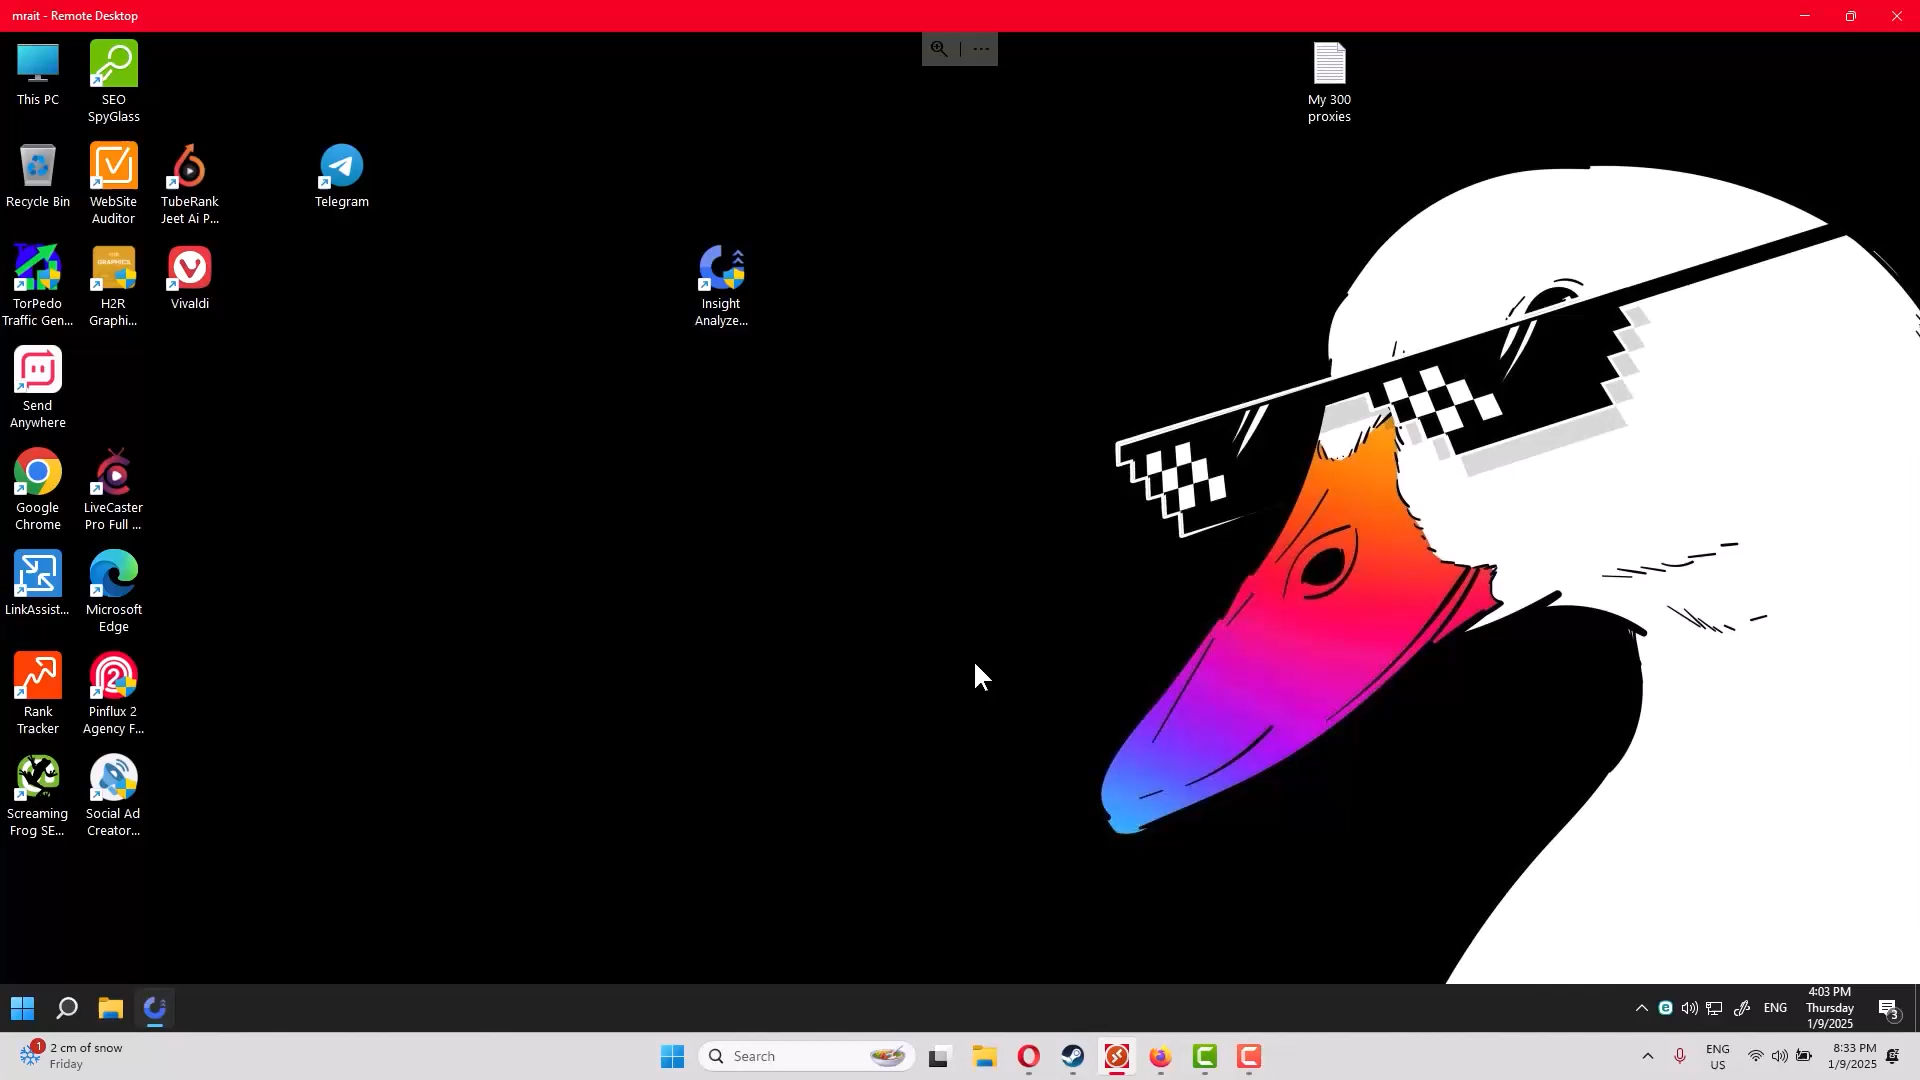 mrait - Remote Desktop
This PC
SEO
SpyGlass
My 300
proxies
Recycle Bin
WebSite
Auditor
TubeRank
Jeet Ai P...
Telegram
TorPedo
Traffic Gen...
H2R
Graphi...
Vivaldi
Insight
Analyze...
Send
Anywhere
Google
Chrome
LiveCaster
Pro Full ...
LinkAssist...
Microsoft
Edge
Rank
Tracker
Pinflux 2
Agency F...
Screaming
Frog SE...
Social Ad
Creator...
ENG
4:03 PM
Thursday
1/9/2025
3
1
2 cm of snow
Friday
Search
ENG
US
8:33 PM
1/9/2025